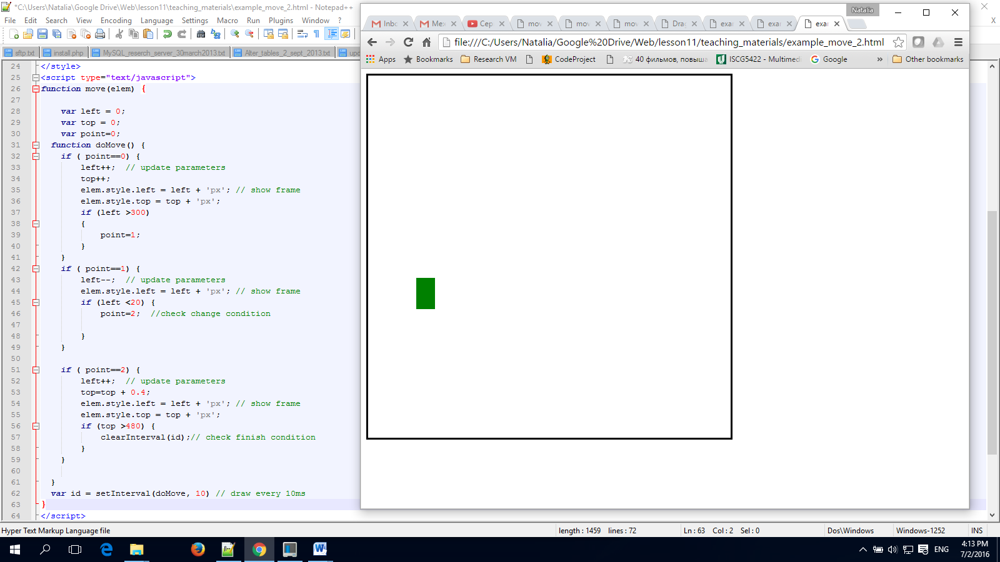 *C:\Users\Natalia\Google Drive\Web\lesson11\teaching_materials\example_move_2.html - Notepad++
File Edit Search View Encoding Language Settings Macro Run Plugins Window ?
X
sftp.txt install.php MySQL_reserch_server_30march2013.txt Alter_tables_2_sept_2013.txt
24 </style>
25 <script type="text/javascript">
26 function move(elem) {
27
28 var left = 0;
29 var top = 0;
30 var point=0;
31 function doMove() {
32 if ( point==0) {
33 left++; // update parameters
34 top++;
35 elem.style.left = left + 'px'; // show frame
36 elem.style.top = top + 'px';
37 if (left >300)
38 {
39 point=1;
40 }
41 }
42 if ( point==1) {
43 left--; // update parameters
44 elem.style.left = left + 'px'; // show frame
45 if (left <20) {
46 point=2; //check change condition
47
48 }
49 }
50
51 if ( point==2) {
52 left++; // update parameters
53 top=top + 0.4;
54 elem.style.left = left + 'px'; // show frame
55 elem.style.top = top + 'px';
56 if (top >480) {
57 clearInterval(id);// check finish condition
58 }
59 }
60
61 }
62 var id = setInterval(doMove, 10) // draw every 10ms
63 }
64 </script>
Natalia
Inbo Mes Сер mov mov mov Drag exam exam exam
file:///C:/Users/Natalia/Google%20Drive/Web/lesson11/teaching_materials/example_move_2.html
Apps Bookmarks Research VM CodeProject 40 фильмов, повыша ISCG5422 - Multimedi Google » Other bookmarks
Hyper Text Markup Language file length : 1459 lines : 72 Ln : 63 Col : 2 Sel : 0 Dos\Windows Windows-1252 INS
ENG
4:13 PM
7/2/2016